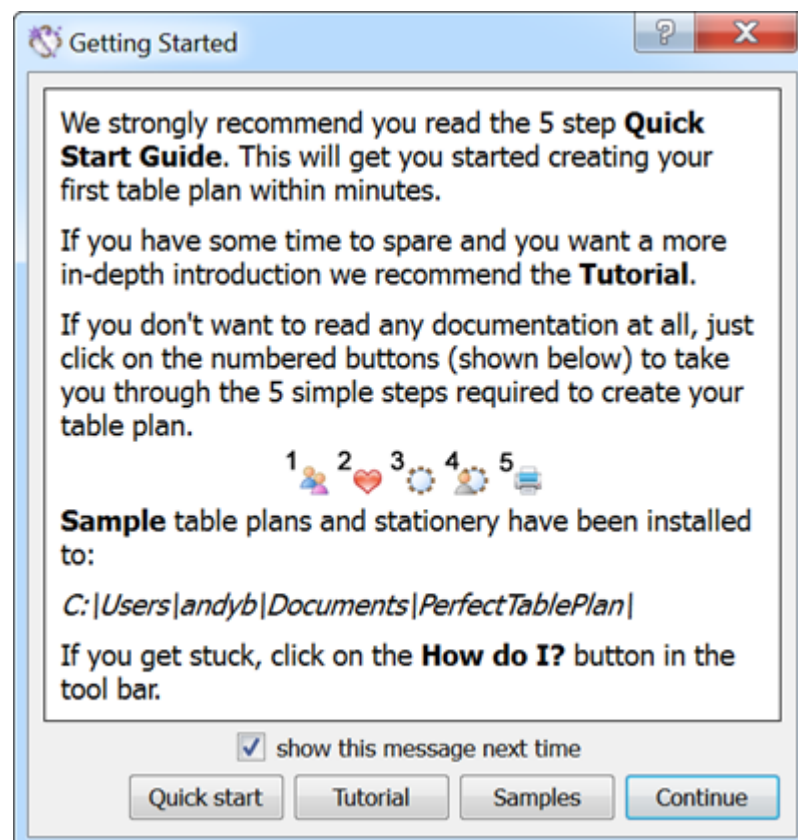 Getting Started
We strongly recommend you read the 5 step Quick
Start Guide. This will get you started creating your
first table plan within minutes.
If you have some time to spare and you want a more
in-depth introduction we recommend the Tutorial.
If you don't want to read any documentation at all, just
click on the numbered buttons (shown below) to take
you through the 5 simple steps required to create your
table plan.
1 2 3 4 5
Sample table plans and stationery have been installed
to:
C:\Users\andyb\Documents\PerfectTablePlan\
If you get stuck, click on the How do I? button in the
tool bar.
show this message next time
Quick start Tutorial Samples Continue